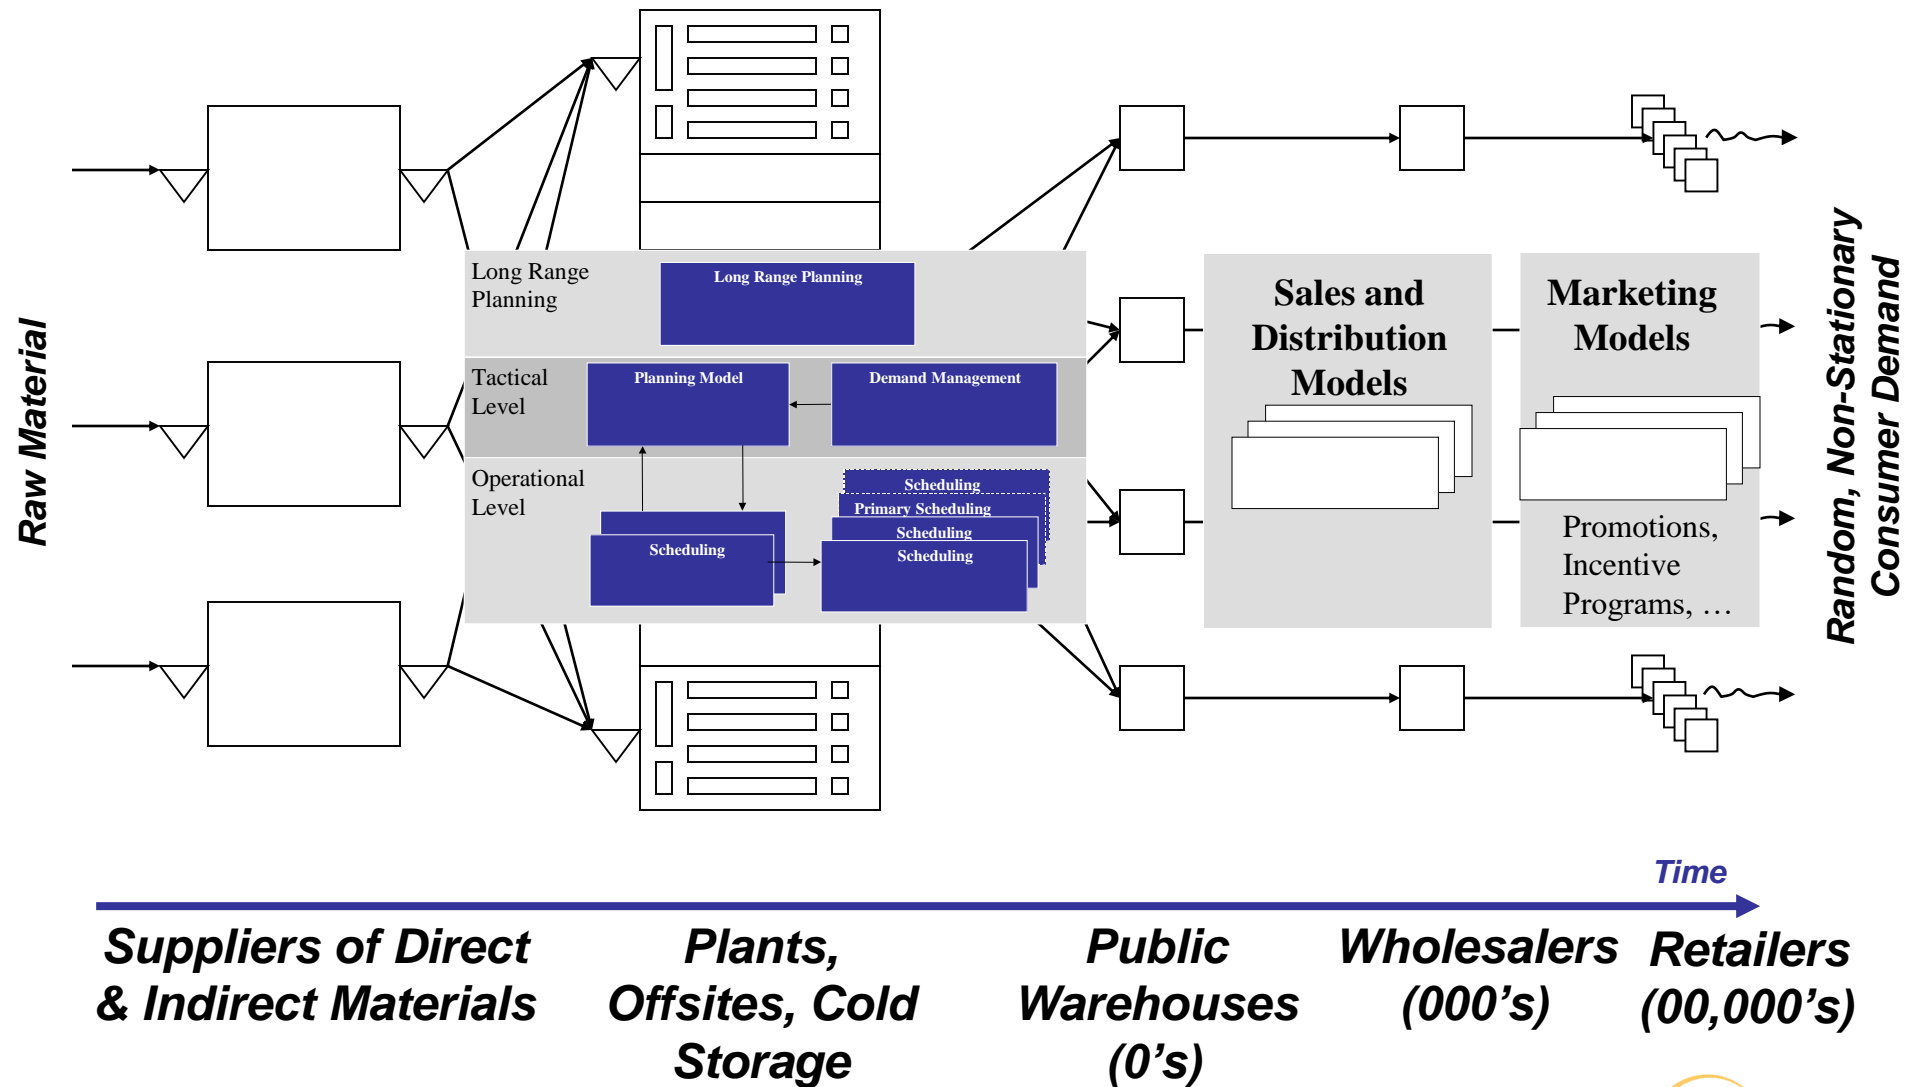 Raw Material
Long Range
Planning
Long Range Planning
Tactical
Level
Planning Model
Demand Management
Operational
Level
Scheduling
Primary Scheduling
Scheduling
Scheduling
Scheduling
Sales and
Distribution
Models
Marketing
Models
Promotions,
Incentive
Programs, …
Random, Non-Stationary
Consumer Demand
Time
Suppliers of Direct
& Indirect Materials
Plants,
Offsites, Cold
Storage
Public
Warehouses
(0's)
Wholesalers
(000's)
Retailers
(00,000's)